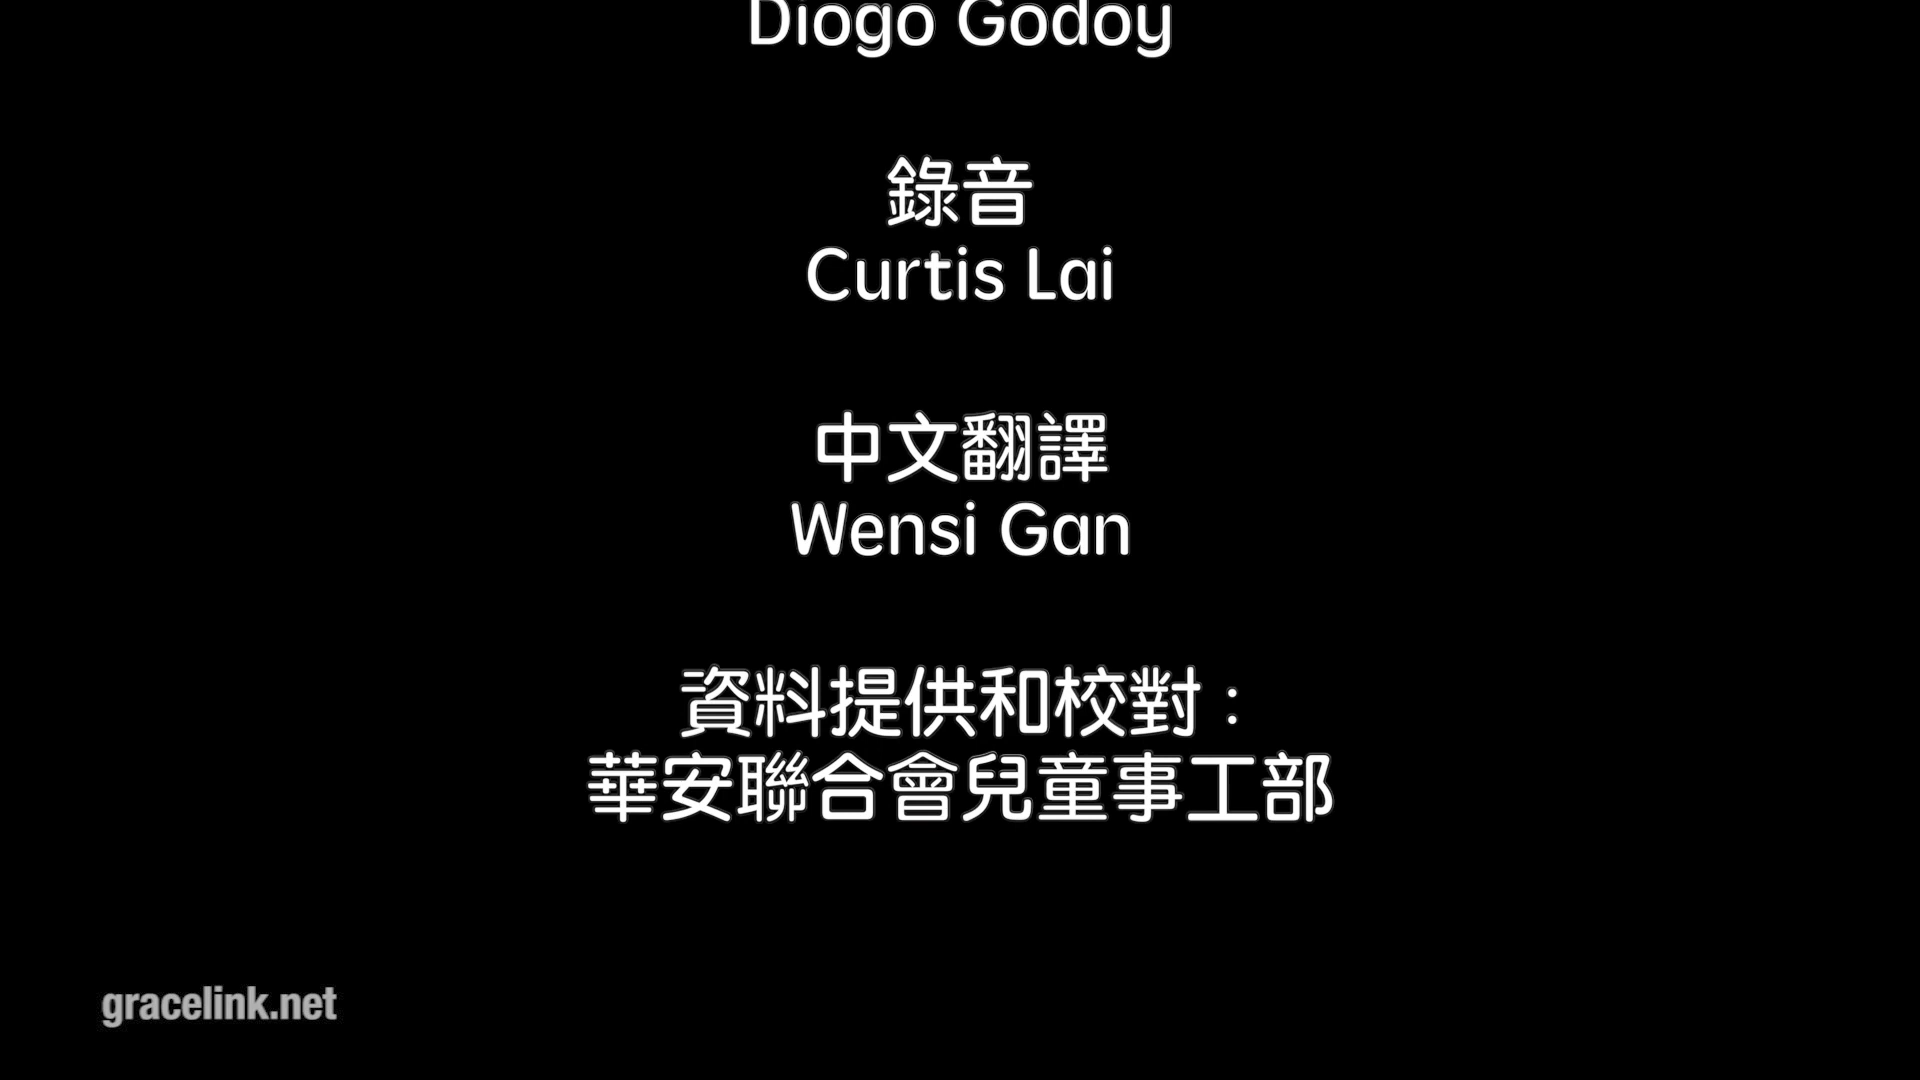 Diogo Godoy
錄音
Curtis Lai
中文翻譯
Wensi Gan
資料提供和校對：
華安聯合會兒童事工部
gracelink.net